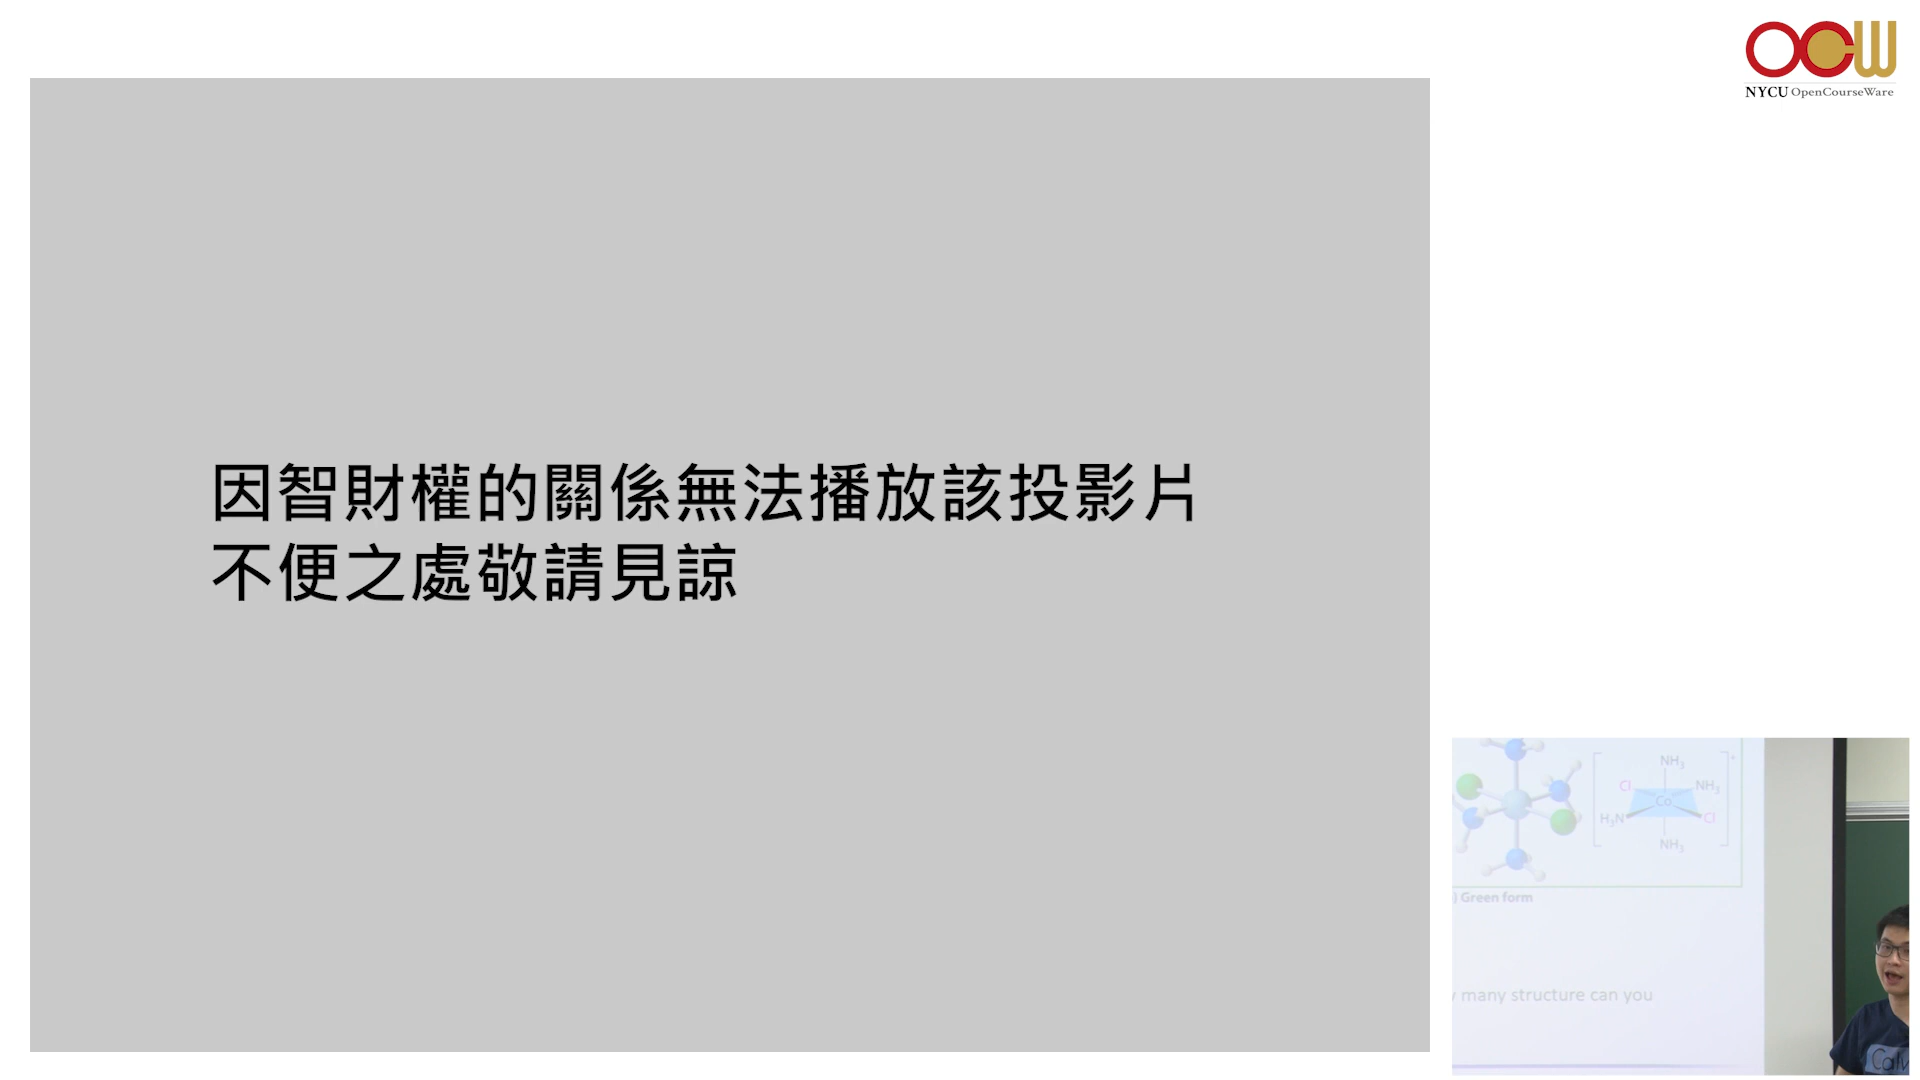 OCW
NYCU OpenCourseWare
因智財權的關係無法播放該投影片
不便之處敬請見諒
NH3
Cl
NH3
Co
H3N
Cl
NH3
+
) Green form
many structure can you